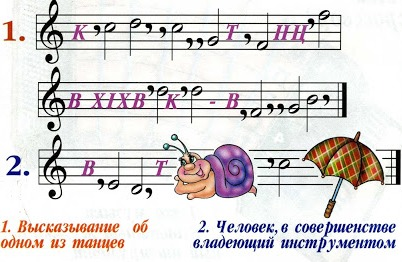 1. К ' ' ' ' ' Т ' НЦ '
В XIXВ ' К ' - В , ' ' '
2. В , Т , '
1. Высказывание об 2. Человек, в совершенстве
одном из танцев владеющий инструментом